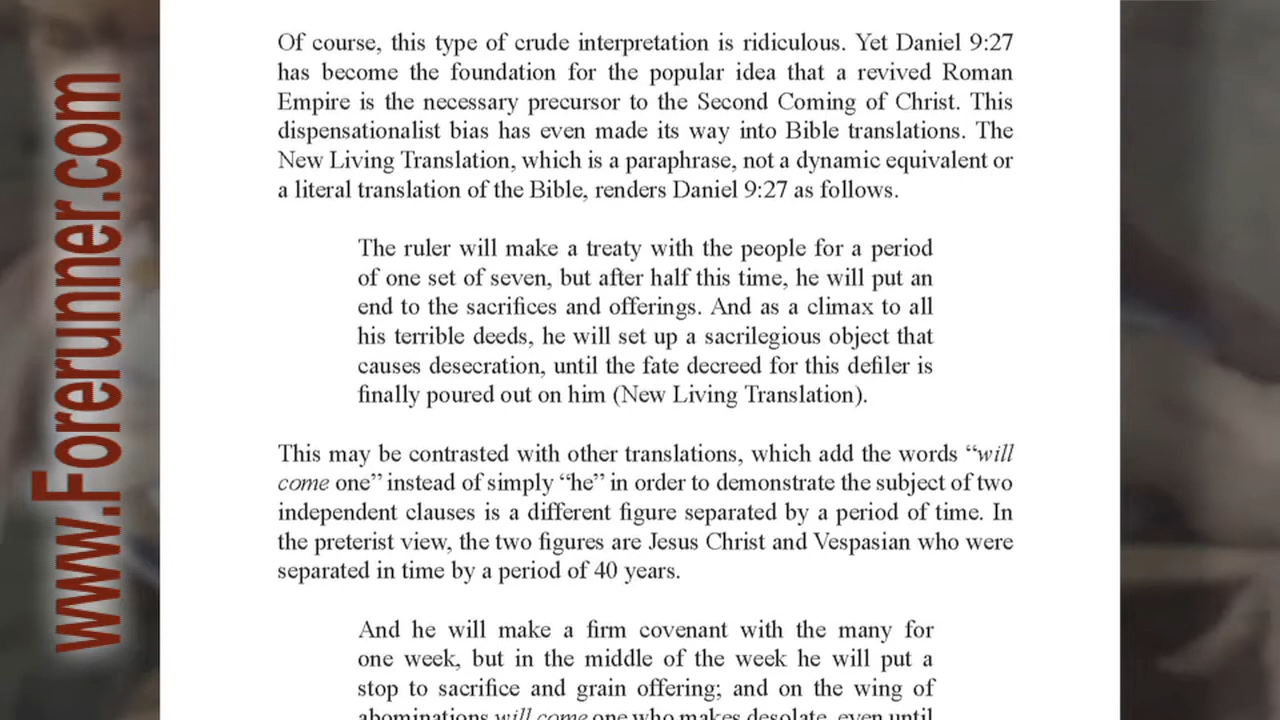 www.Forerunner.com
Of course, this type of crude interpretation is ridiculous. Yet Daniel 9:27
has become the foundation for the popular idea that a revived Roman
Empire is the necessary precursor to the Second Coming of Christ. This
dispensationalist bias has even made its way into Bible translations. The
New Living Translation, which is a paraphrase, not a dynamic equivalent or
a literal translation of the Bible, renders Daniel 9:27 as follows.
The ruler will make a treaty with the people for a period
of one set of seven, but after half this time, he will put an
end to the sacrifices and offerings. And as a climax to all
his terrible deeds, he will set up a sacrilegious object that
causes desecration, until the fate decreed for this defiler is
finally poured out on him (New Living Translation).
This may be contrasted with other translations, which add the words “will
come one” instead of simply “he” in order to demonstrate the subject of two
independent clauses is a different figure separated by a period of time. In
the preterist view, the two figures are Jesus Christ and Vespasian who were
separated in time by a period of 40 years.
And he will make a firm covenant with the many for
one week, but in the middle of the week he will put a
stop to sacrifice and grain offering; and on the wing of
abominations will come one who makes desolate, even until